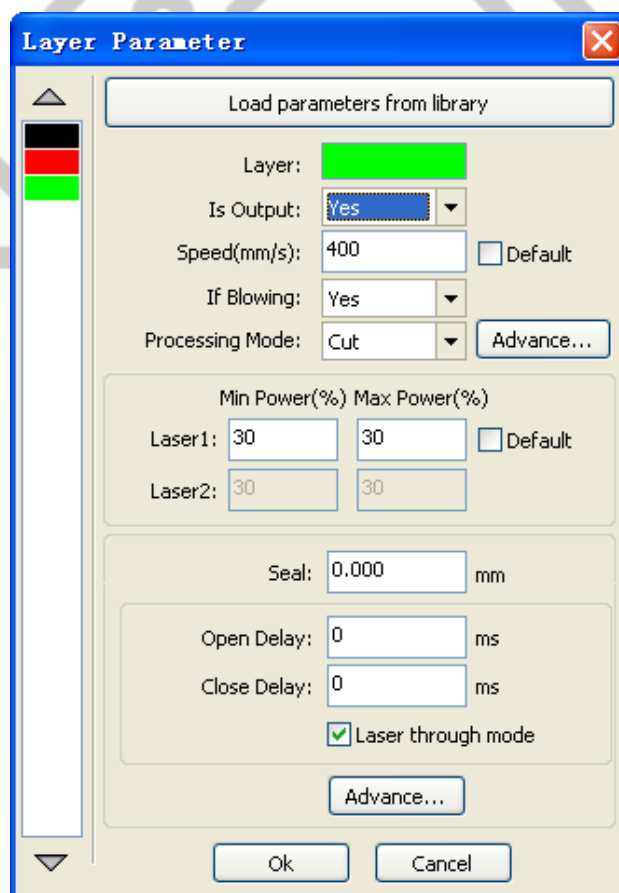 Layer Parameter
Load parameters from library
Layer:
Is Output: Yes
Speed(mm/s): 400 Default
If Blowing: Yes
Processing Mode: Cut Advance...
Min Power(%) Max Power(%)
Laser1: 30 30 Default
Laser2: 30 30
Seal: 0.000 mm
Open Delay: 0 ms
Close Delay: 0 ms
Laser through mode
Advance...
Ok Cancel